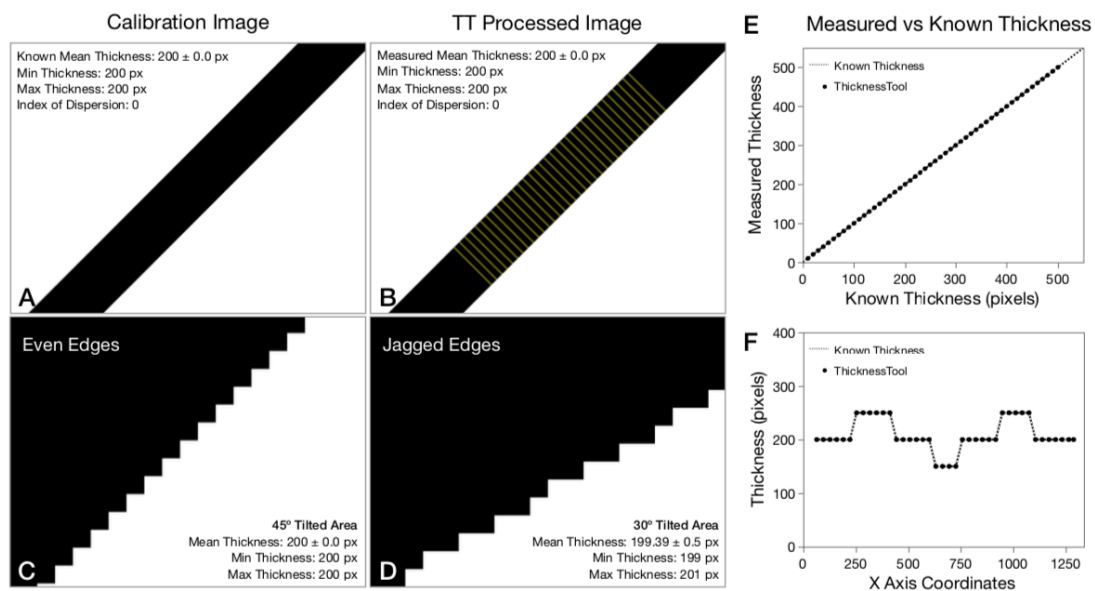 Calibration Image
Known Mean Thickness: 200 ± 0.0 px
Min Thickness: 200 px
Max Thickness: 200 px
Index of Dispersion: 0
A
TT Processed Image
Measured Mean Thickness: 200 ± 0.0 px
Min Thickness: 200 px
Max Thickness: 200 px
Index of Dispersion: 0
B
Even Edges
45º Tilted Area
Mean Thickness: 200 ± 0.0 px
Min Thickness: 200 px
Max Thickness: 200 px
C
Jagged Edges
30º Tilted Area
Mean Thickness: 199.39 ± 0.5 px
Min Thickness: 199 px
Max Thickness: 201 px
D
E
Measured vs Known Thickness
Known Thickness
ThicknessTool
Measured Thickness
500
400
300
200
100
0
0 100 200 300 400 500
Known Thickness (pixels)
F
Known Thickness
ThicknessTool
Thickness (pixels)
400
300
200
100
0
0 250 500 750 1000 1250
X Axis Coordinates